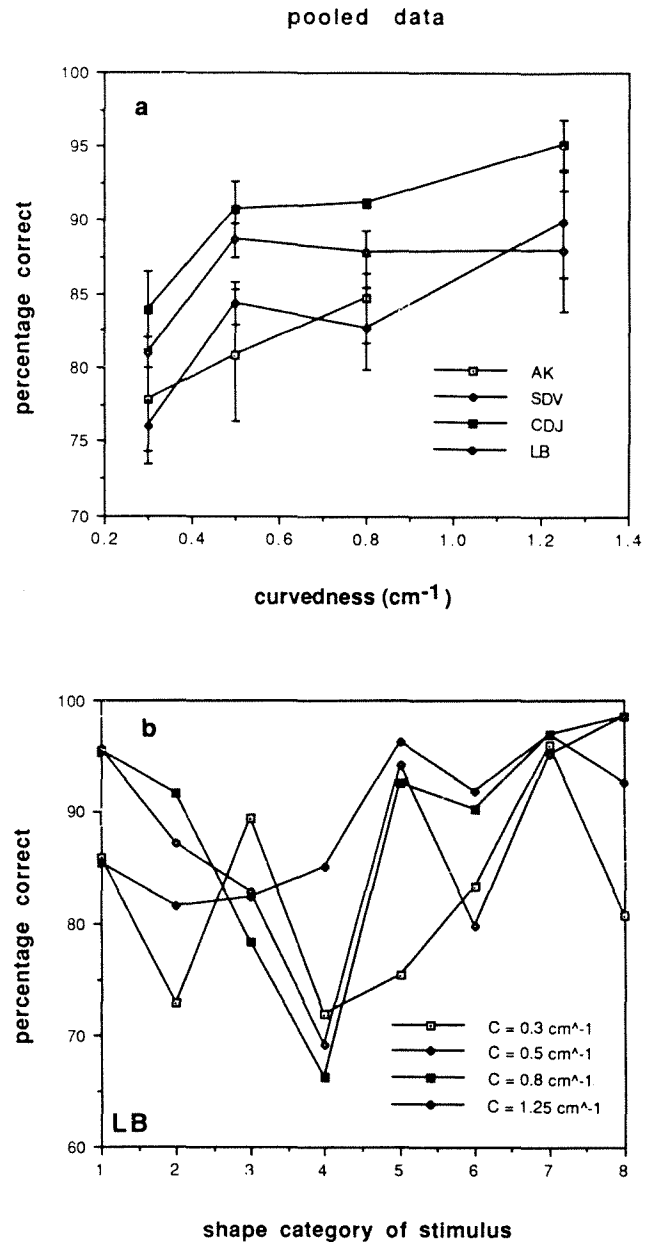 pooled data
100
95
90
85
80
75
70
percentage correct
a
AK
SDV
CDJ
LB
0.2 0.4 0.6 0.8 1.0 1.2 1.4
curvedness (cm-1)
100
90
80
70
60
percentage correct
b
C = 0.3 cm^-1
C = 0.5 cm^-1
C = 0.8 cm^-1
C = 1.25 cm^-1
LB
1 2 3 4 5 6 7 8
shape category of stimulus